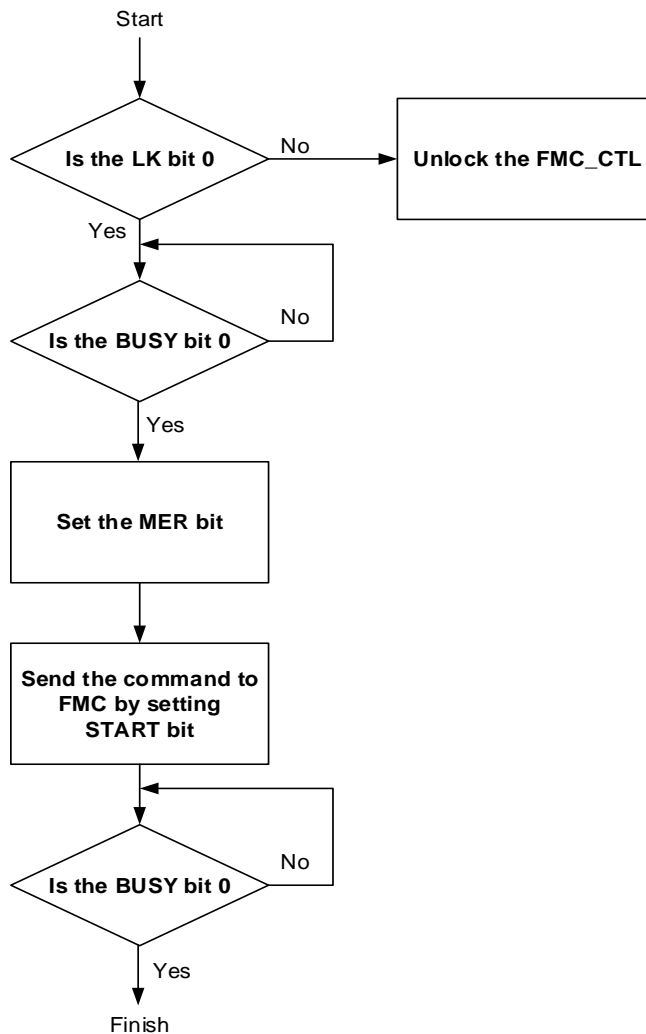 Start
Is the LK bit 0
No
Unlock the FMC_CTL
Yes
Is the BUSY bit 0
No
Yes
Set the MER bit
Send the command to
FMC by setting
START bit
Is the BUSY bit 0
No
Yes
Finish